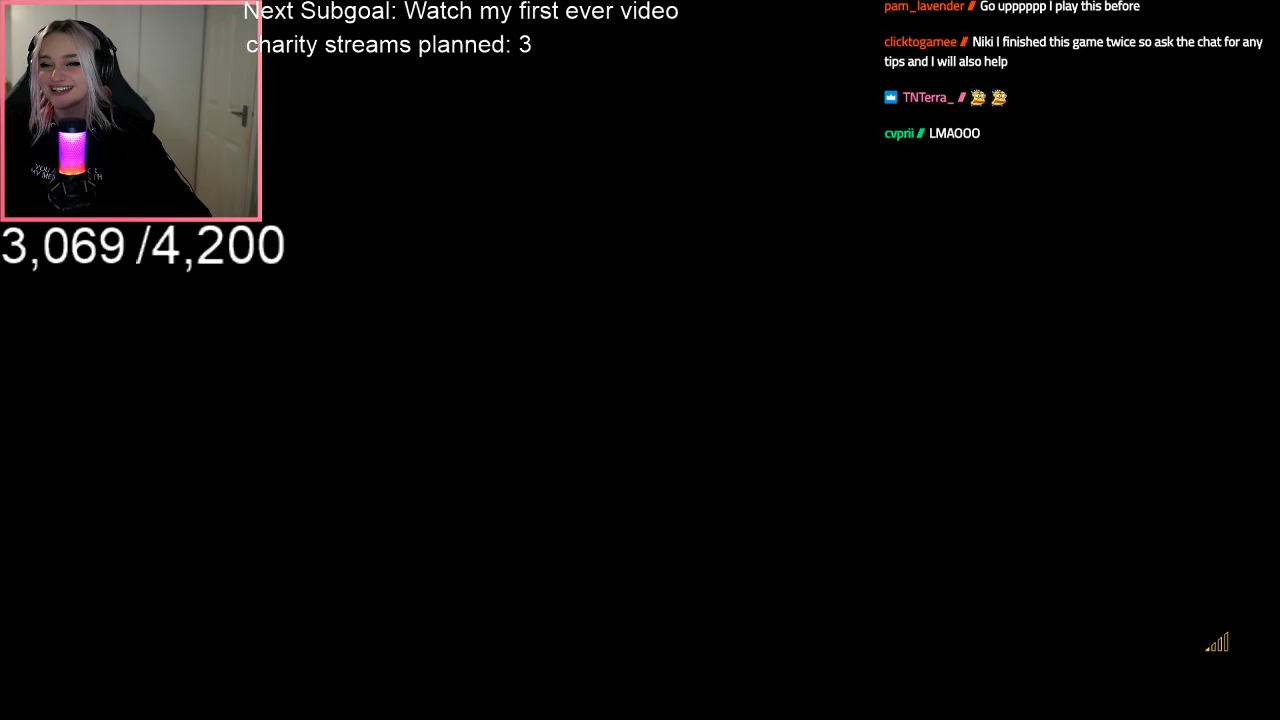 Next Subgoal: Watch my first ever video
charity streams planned: 3
3,069 /4,200
pam_lavender // Go upppppp I play this before
clicktogamee // Niki I finished this game twice so ask the chat for any
tips and I will also help
TNTerra_ //
cvprii // LMAOOO